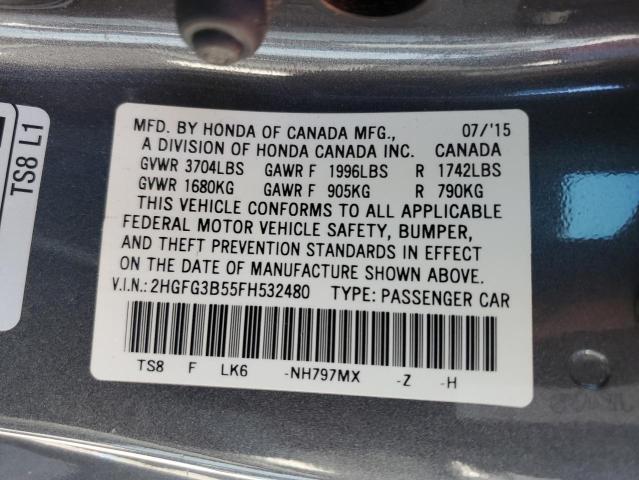 MFD. BY HONDA OF CANADA MFG., 07/'15
A DIVISION OF HONDA CANADA INC. CANADA
GVWR 3704LBS GAWR F 1996LBS R 1742LBS
GVWR 1680KG GAWR F 905KG R 790KG
THIS VEHICLE CONFORMS TO ALL APPLICABLE
FEDERAL MOTOR VEHICLE SAFETY, BUMPER,
AND THEFT PREVENTION STANDARDS IN EFFECT
ON THE DATE OF MANUFACTURE SHOWN ABOVE.
V.I.N.: 2HGFG3B55FH532480 TYPE: PASSENGER CAR
TS8 F LK6 -NH797MX -Z -H
TS8 L1